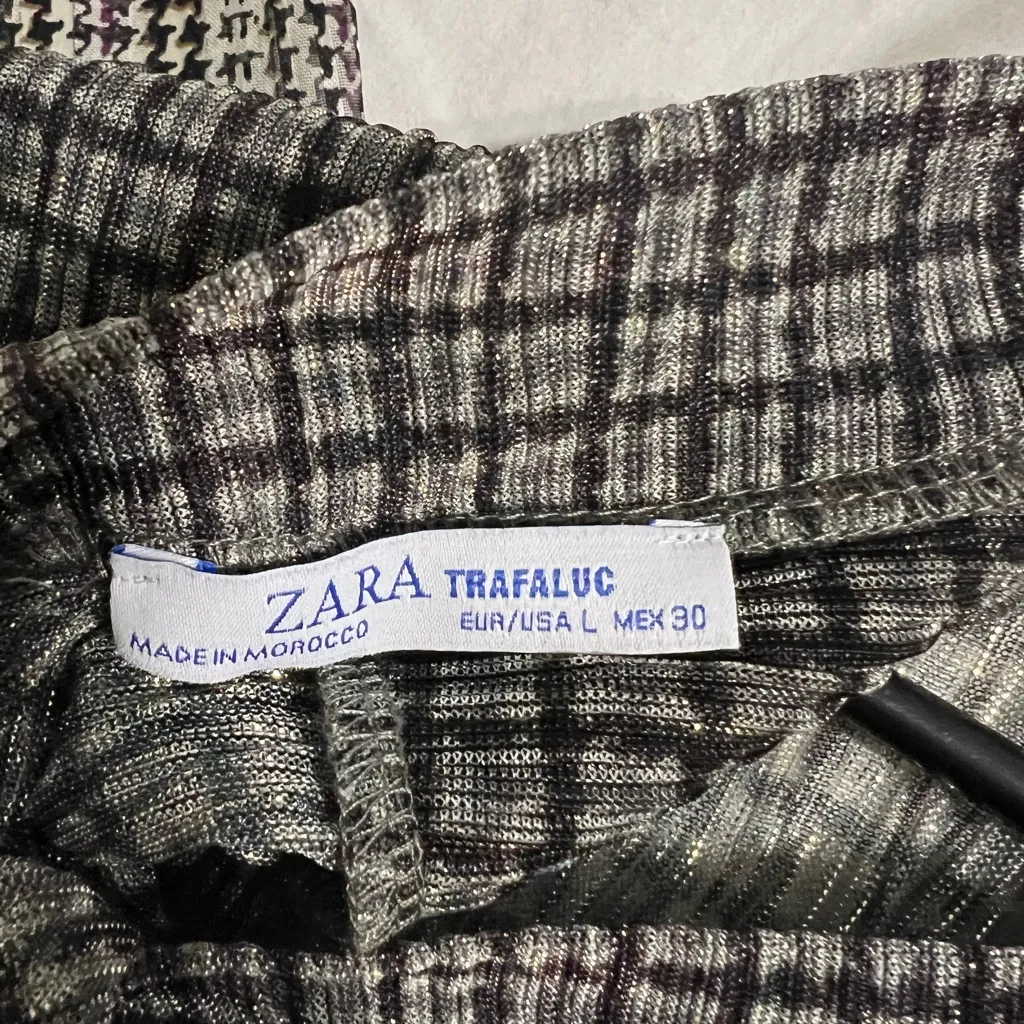 ZARA TRAFALUC
EUR/USA L MEX 30
MADE IN MOROCCO